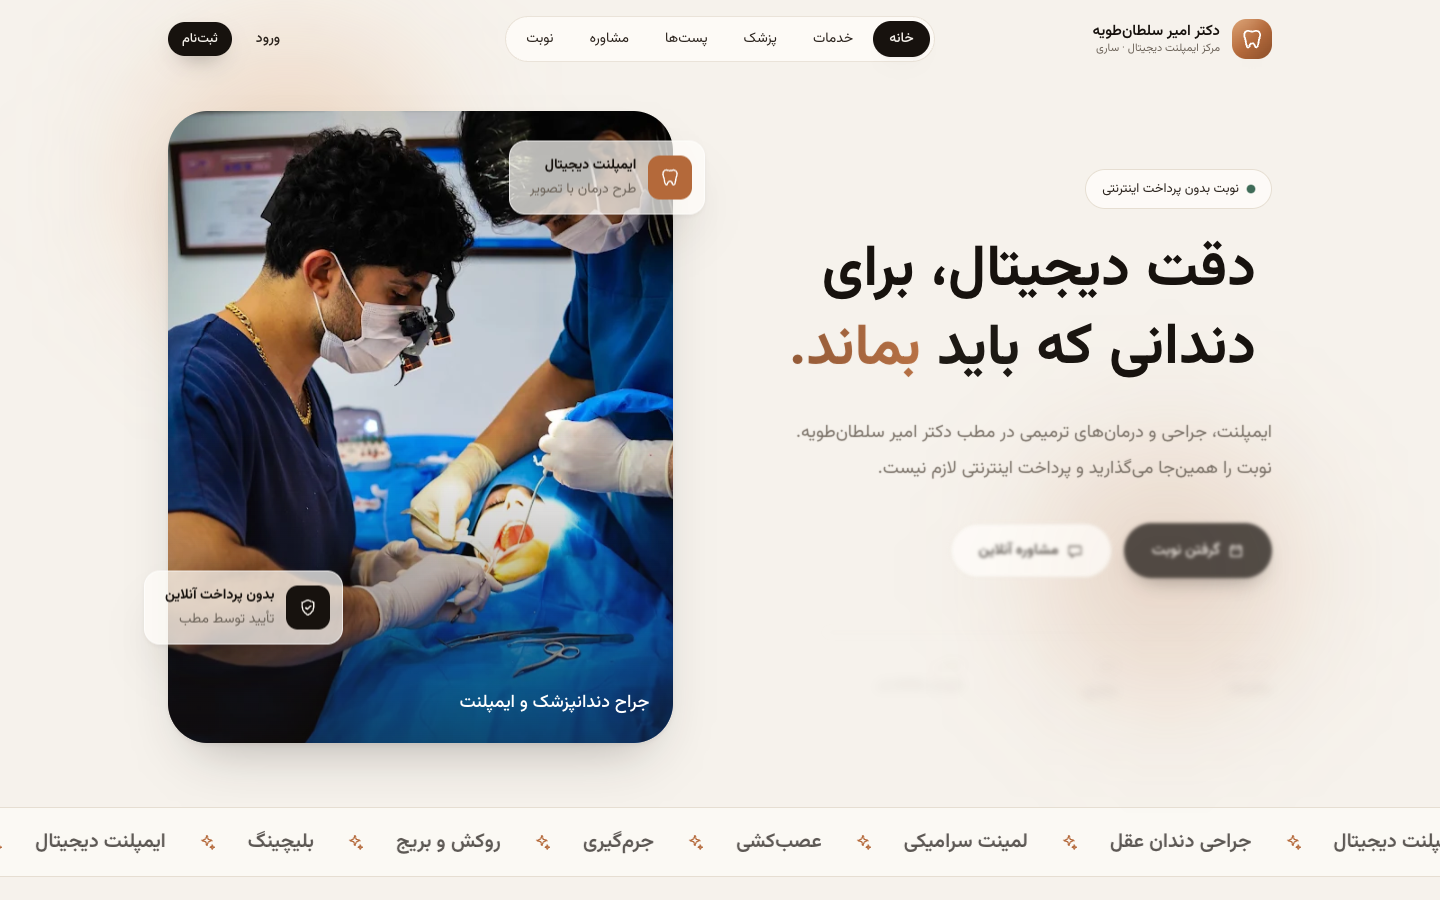 دکتر امیر سلطان‌طویه
مرکز ایمپلنت دیجیتال · ساری
خانه
خدمات
پزشک
پست‌ها
مشاوره
نوبت
ورود
ثبت‌نام
نوبت بدون پرداخت اینترنتی
دقت دیجیتال، برای
دندانی که باید بماند.
ایمپلنت، جراحی و درمان‌های ترمیمی در مطب دکتر امیر سلطان‌طویه.
نوبت را همین‌جا می‌گذارید و پرداخت اینترنتی لازم نیست.
گرفتن نوبت
مشاوره آنلاین
ایمپلنت دیجیتال
طرح درمان با تصویر
بدون پرداخت آنلاین
تأیید توسط مطب
جراح دندانپزشک و ایمپلنت
دیجیتال جراحی دندان عقل لمینت سرامیکی عصب‌کشی جرم‌گیری روکش و بریج بلیچینگ ایمپلنت دیجیتال